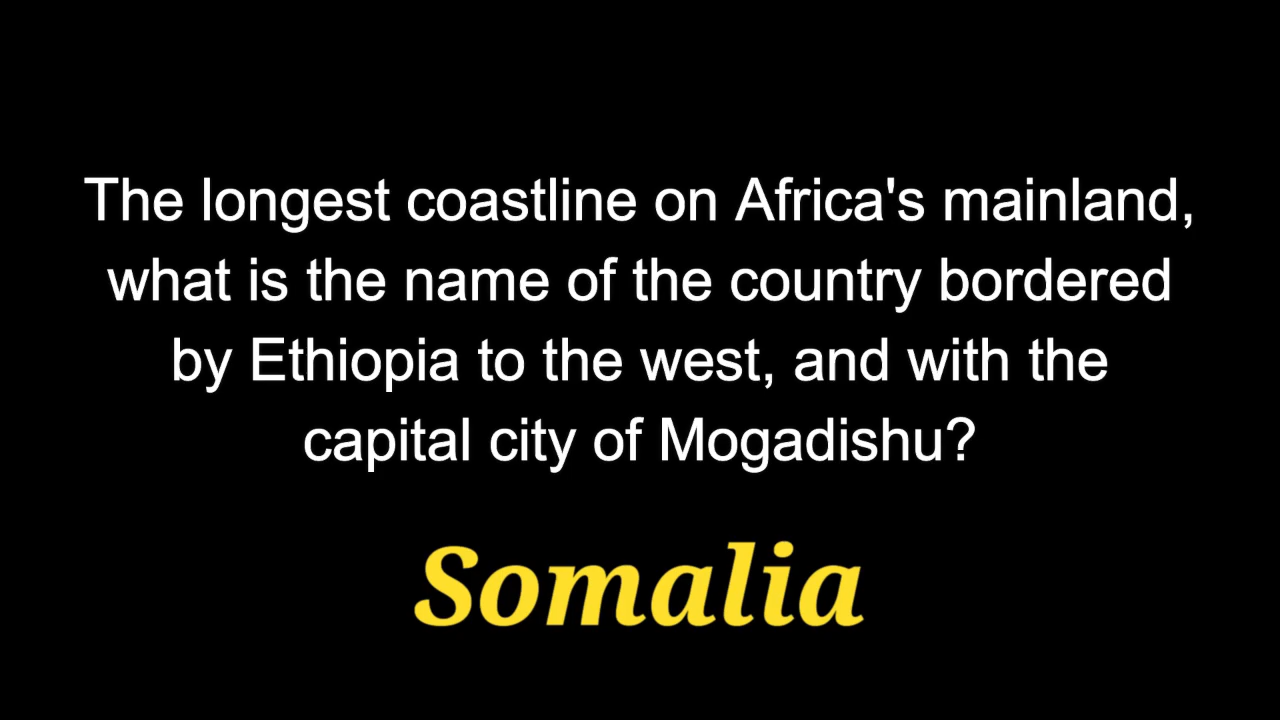 The longest coastline on Africa's mainland,
what is the name of the country bordered
by Ethiopia to the west, and with the
capital city of Mogadishu?
Somalia